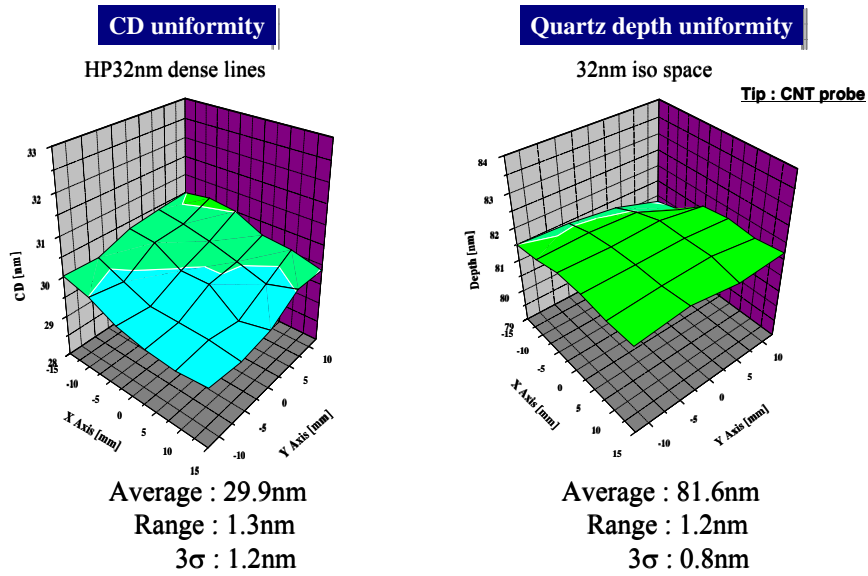 CD uniformity
HP32nm dense lines
33
32
31
30
29
28
CD [nm]
-15
-10
-5
0
5
10
15
X Axis [mm]
-10
-5
0
5
10
Y Axis [mm]
Average : 29.9nm
Range : 1.3nm
3σ : 1.2nm
Quartz depth uniformity
32nm iso space
Tip : CNT probe
84
83
82
81
80
79
Depth [nm]
-15
-10
-5
0
5
10
15
X Axis [mm]
-10
-5
0
5
10
Y Axis [mm]
Average : 81.6nm
Range : 1.2nm
3σ : 0.8nm